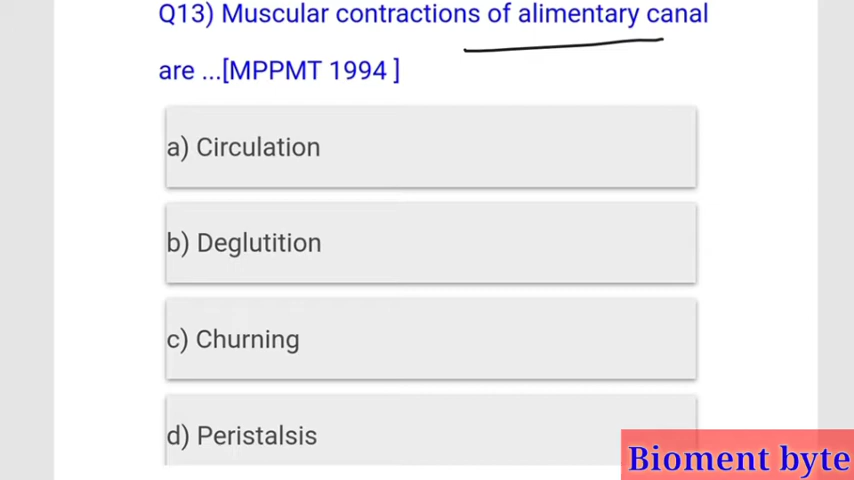 Q13) Muscular contractions of alimentary canal
are ...[MPPMT 1994 ]
a) Circulation
b) Deglutition
c) Churning
d) Peristalsis
Bioment byte